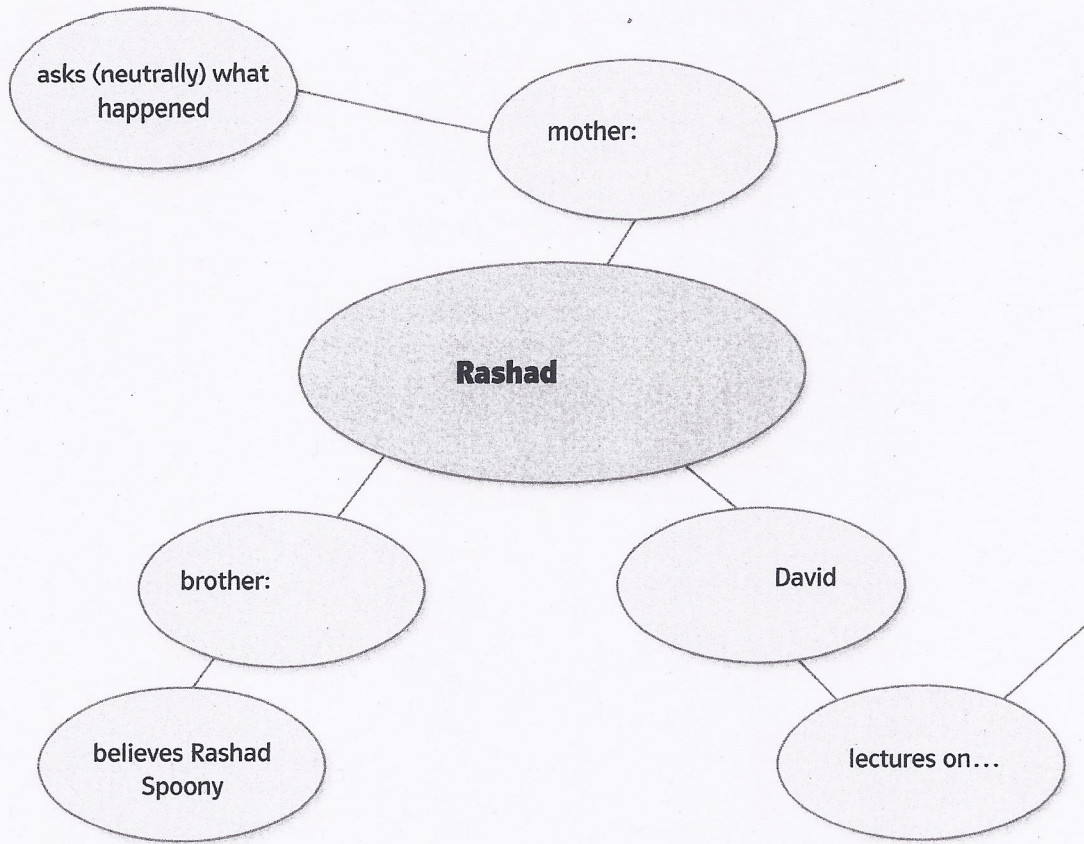 asks (neutrally) what
happened
mother:
Rashad
brother:
David
believes Rashad
Spoony
lectures on...